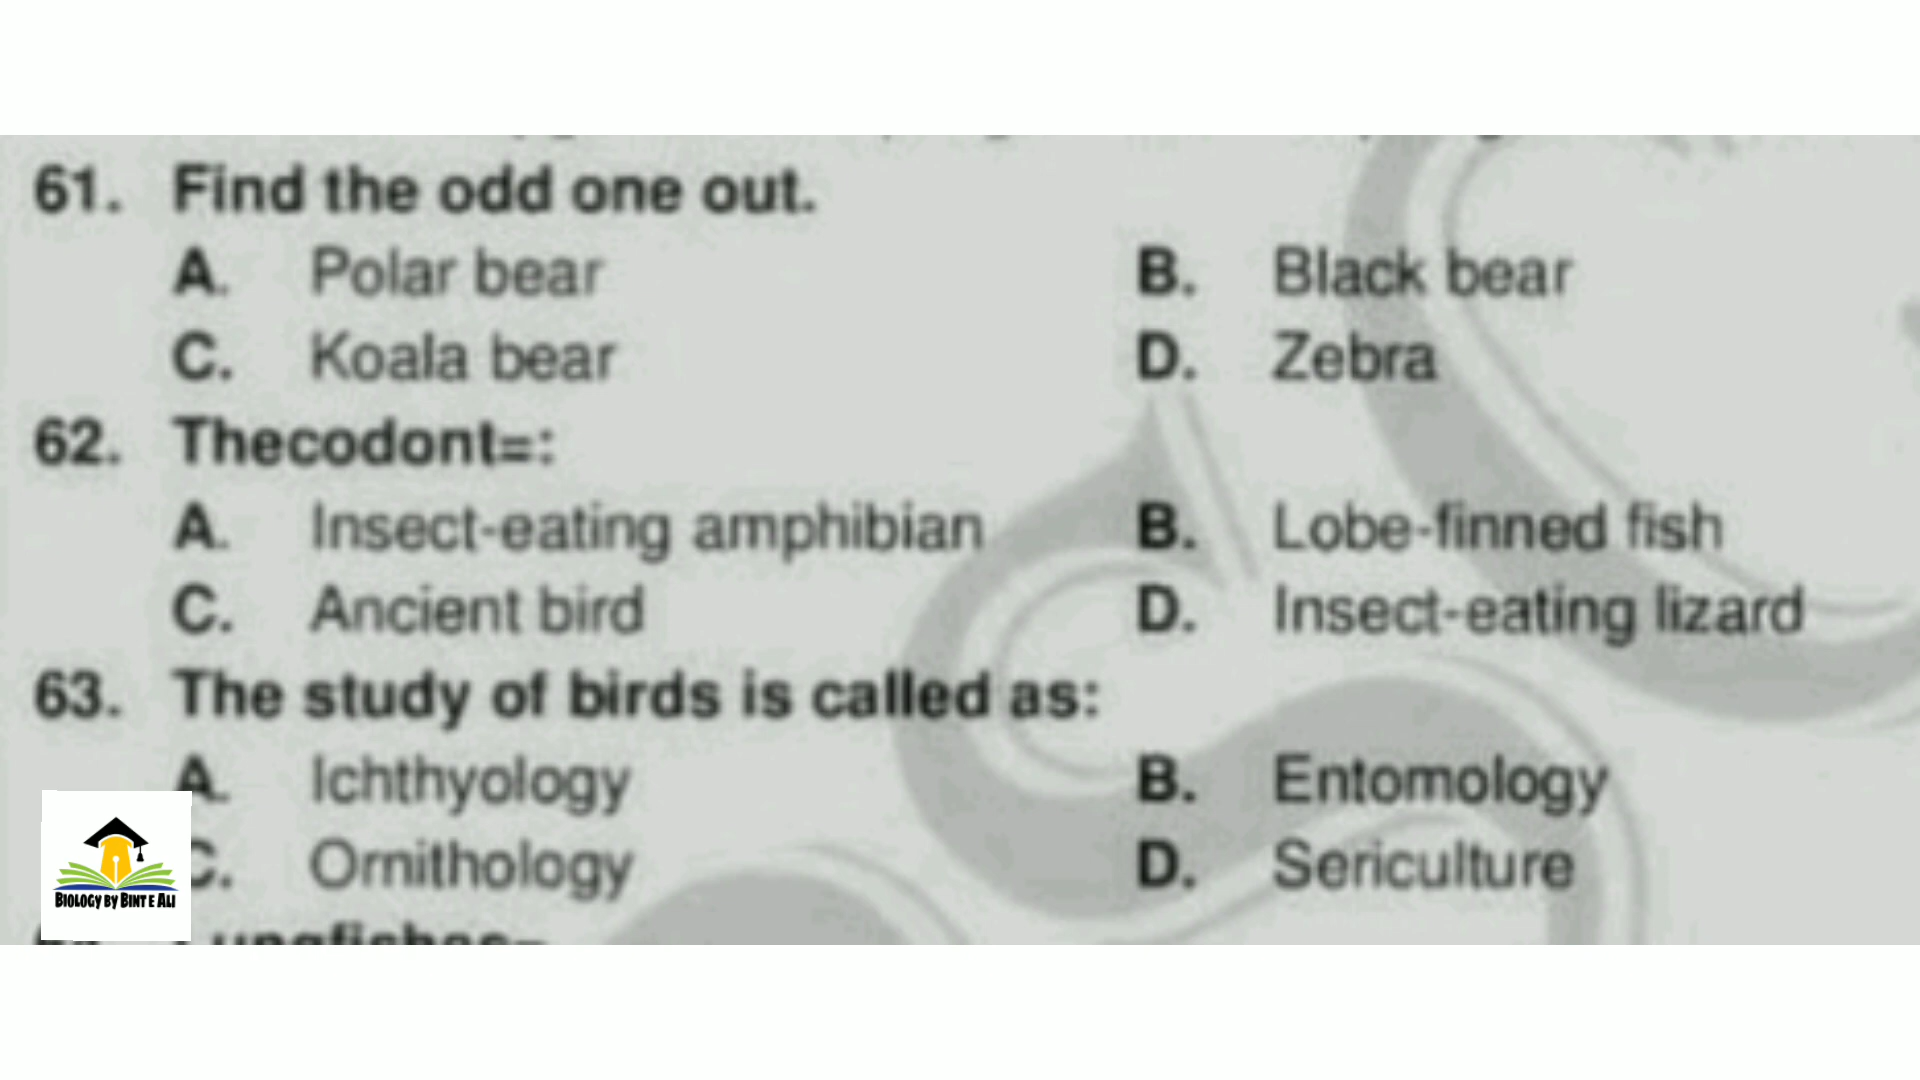 61. Find the odd one out.
A. Polar bear B. Black bear
C. Koala bear D. Zebra
62. Thecodont=:
A. Insect-eating amphibian B. Lobe-finned fish
C. Ancient bird D. Insect-eating lizard
63. The study of birds is called as:
A. Ichthyology B. Entomology
C. Ornithology D. Sericulture
Lungfishes=
BIOLOGY BY BINT E ALI